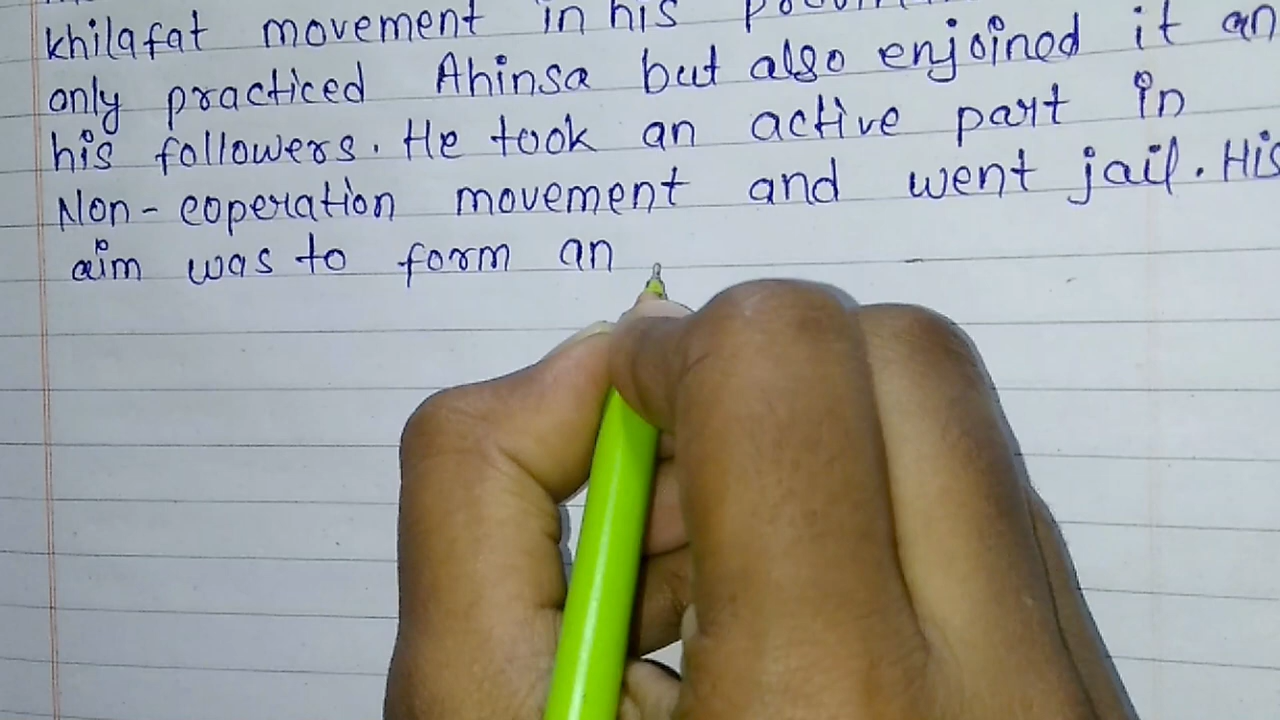 khilafat movement in his
only practiced Ahinsa but also enjoined it an
his followers. He took an active part in
Non-coperation movement and went jail. His
aim was to form an